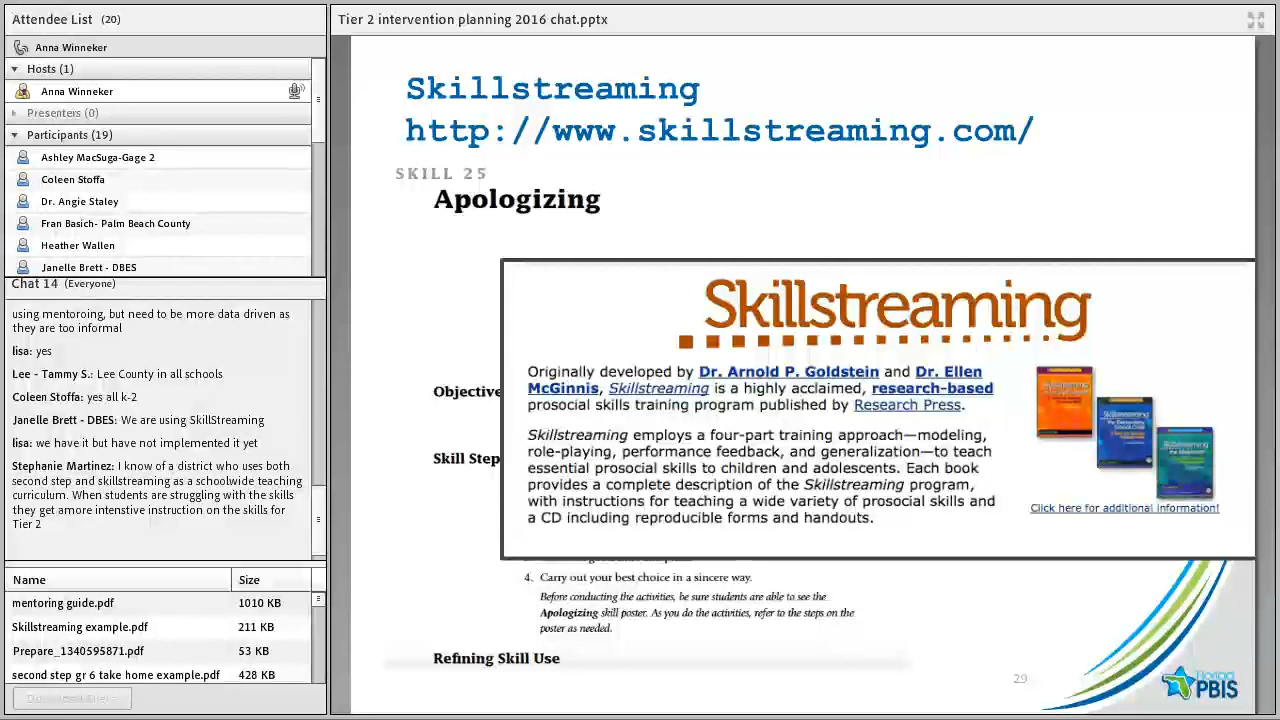 Attendee List (20)
Anna Winneker
Hosts (1)
Anna Winneker
Presenters (0)
Participants (19)
Ashley MacSuga-Gage 2
Coleen Stoffa
Dr. Angie Staley
Fran Basich- Palm Beach County
Heather Wallen
Janelle Brett - DBES
Chat 14 (Everyone)
using mentoroing, but need to be more data driven as
they are too informal
lisa: yes
Lee - Tammy S.: Lee County in all schools
Coleen Stoffa: yes all k-2
Janelle Brett - DBES: We are using SkillStreaming
lisa: we have it but have not implemented it yet
Stephanie Martinez: I know of a district who uses both
second step and skillstreaming as a schoolwide teaching
curriculum. When students are struggling with the skills
they get amore intensive instruction on the skills for
Tier 2
Name Size
mentoring guide.pdf 1010 KB
Skillstreaming example.pdf 211 KB
Prepare_1340595871.pdf 53 KB
second step gr 6 take home example.pdf 428 KB
Tier 2 intervention planning 2016 chat.pptx
Skillstreaming
http://www.skillstreaming.com/
SKILL 25
Apologizing
Objective
Skill Step
Skillstreaming
Originally developed by Dr. Arnold P. Goldstein and Dr. Ellen
McGinnis, Skillstreaming is a highly acclaimed, research-based
prosocial skills training program published by Research Press.
Skillstreaming employs a four-part training approach—modeling,
role-playing, performance feedback, and generalization—to teach
essential prosocial skills to children and adolescents. Each book
provides a complete description of the Skillstreaming program,
with instructions for teaching a wide variety of prosocial skills and
a CD including reproducible forms and handouts.
Click here for additional information!
4. Carry out your best choice in a sincere way.
Before conducting the activities, be sure students are able to see the
Apologizing skill poster. As you do the activities, refer to the steps on the
poster as needed.
Refining Skill Use
29
Florida
PBIS